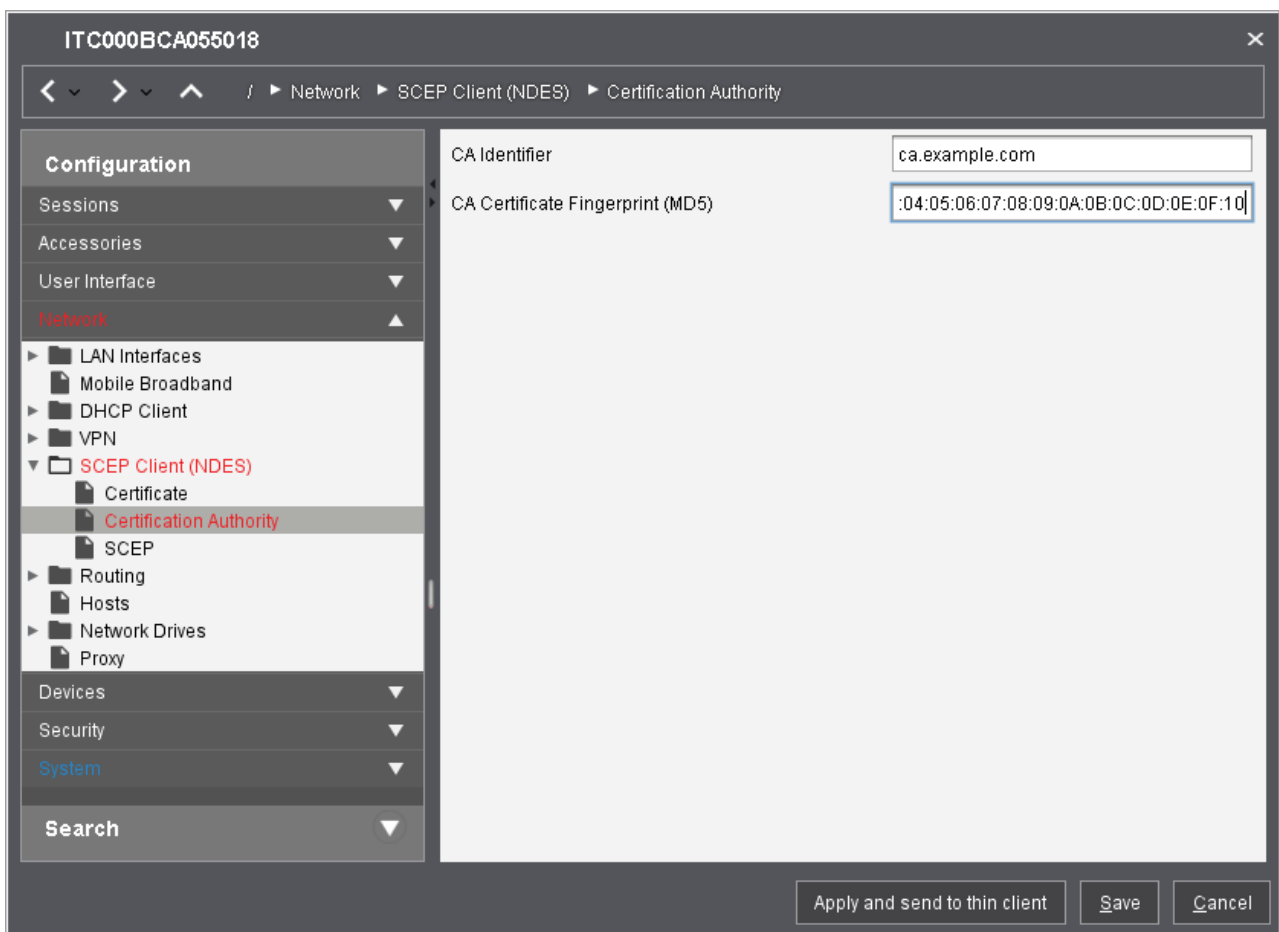 ITC000BCA055018
/ Network SCEP Client (NDES) Certification Authority
Configuration
Sessions
Accessories
User Interface
Network
LAN Interfaces
Mobile Broadband
DHCP Client
VPN
SCEP Client (NDES)
Certificate
Certification Authority
SCEP
Routing
Hosts
Network Drives
Proxy
Devices
Security
System
Search
CA Identifier ca.example.com
CA Certificate Fingerprint (MD5) :04:05:06:07:08:09:0A:0B:0C:0D:0E:0F:10
Apply and send to thin client Save Cancel